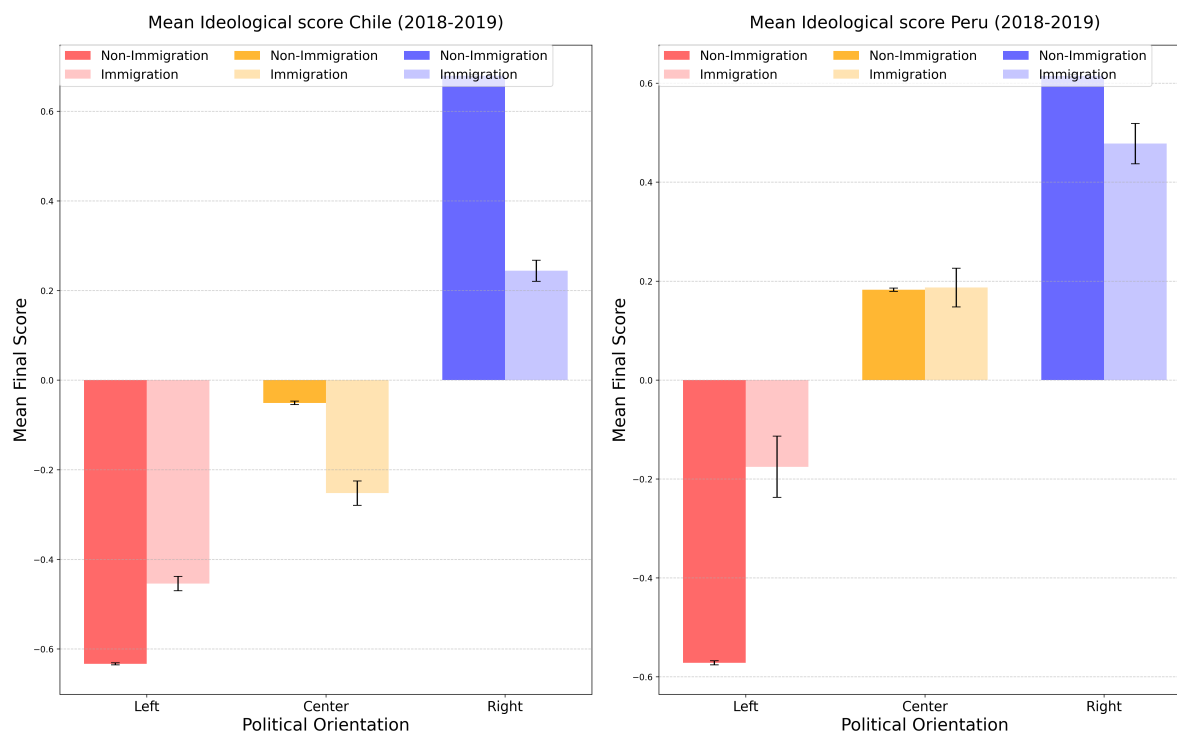 Mean Ideological score Chile (2018-2019)
Non-Immigration Non-Immigration Non-Immigration
Immigration Immigration Immigration
0.6
0.4
0.2
0.0
−0.2
−0.4
−0.6
Mean Final Score
Left Center Right
Political Orientation
Mean Ideological score Peru (2018-2019)
Non-Immigration Non-Immigration Non-Immigration
Immigration Immigration Immigration
0.6
0.4
0.2
0.0
−0.2
−0.4
−0.6
Mean Final Score
Left Center Right
Political Orientation